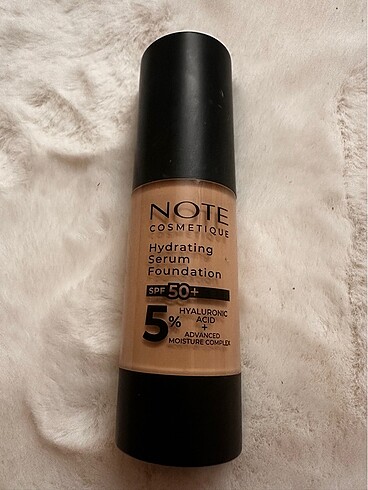 NOTE
COSMETIQUE
Hydrating
Serum
Foundation
SPF 50+
5%
HYALURONIC
ACID
+
ADVANCED
MOISTURE COMPLEX